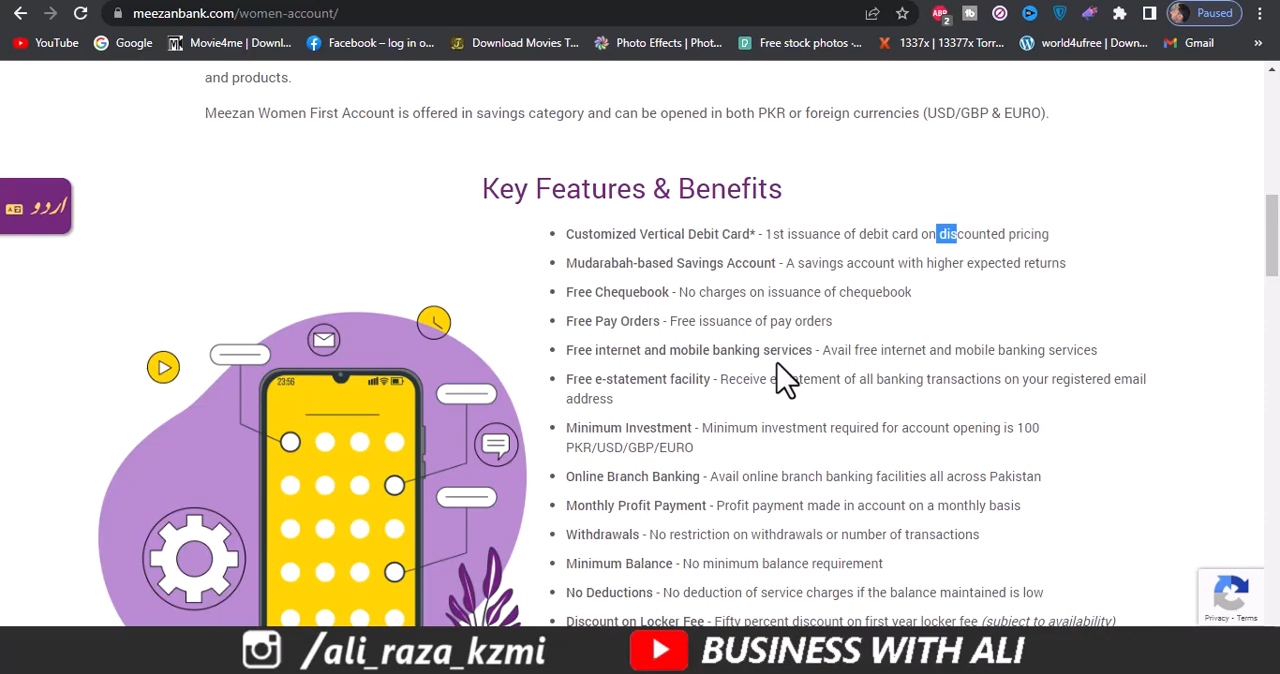 meezanbank.com/women-account/
ABP
2
tb
Paused
YouTube
Google
Movie4me | Downl...
Facebook – log in o...
Download Movies T...
Photo Effects | Phot...
Free stock photos -...
1337x | 13377x Torr...
world4ufree | Down...
Gmail
»
and products.
Meezan Women First Account is offered in savings category and can be opened in both PKR or foreign currencies (USD/GBP & EURO).
اردو
Key Features & Benefits
• Customized Vertical Debit Card* - 1st issuance of debit card on discounted pricing
• Mudarabah-based Savings Account - A savings account with higher expected returns
• Free Chequebook - No charges on issuance of chequebook
• Free Pay Orders - Free issuance of pay orders
• Free internet and mobile banking services - Avail free internet and mobile banking services
• Free e-statement facility - Receive tement of all banking transactions on your registered email
address
• Minimum Investment - Minimum investment required for account opening is 100
PKR/USD/GBP/EURO
• Online Branch Banking - Avail online branch banking facilities all across Pakistan
• Monthly Profit Payment - Profit payment made in account on a monthly basis
• Withdrawals - No restriction on withdrawals or number of transactions
• Minimum Balance - No minimum balance requirement
• No Deductions - No deduction of service charges if the balance maintained is low
• Discount on Locker Fee - Fifty percent discount on first year locker fee (subject to availability)
23:56
Privacy - Terms
/ali_raza_kzmi
BUSINESS WITH ALI